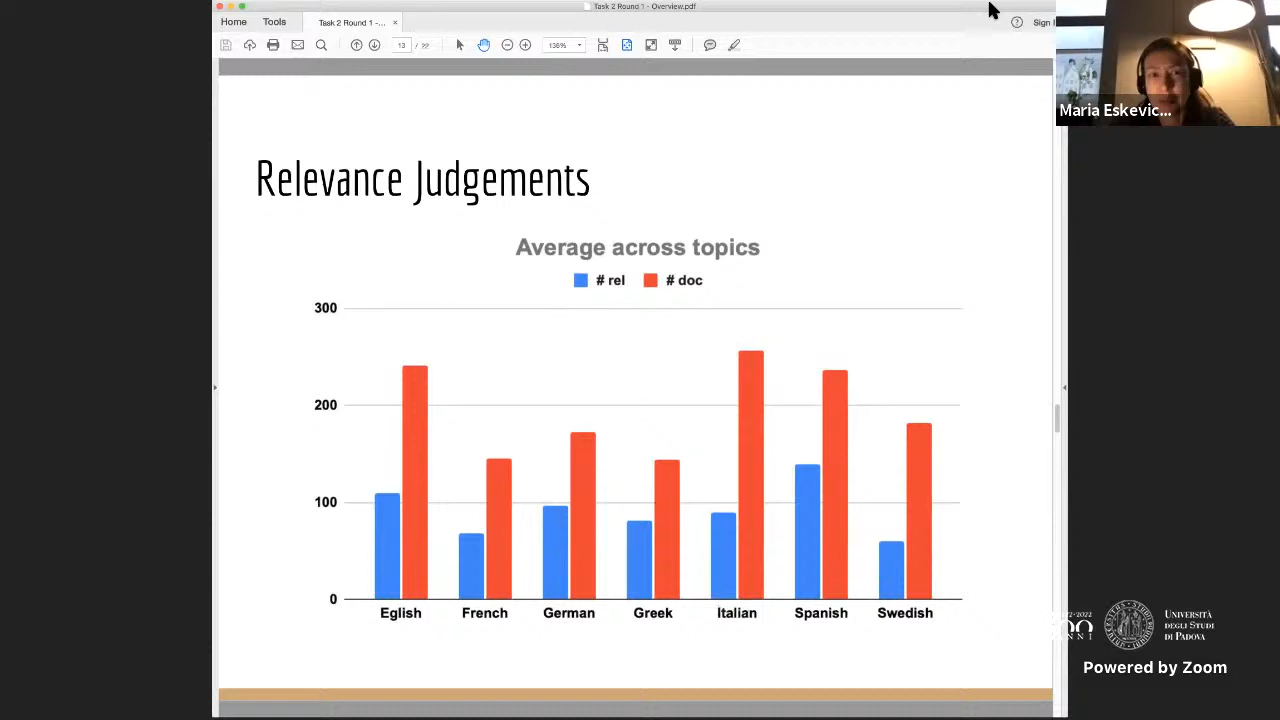 Task 2 Round 1 - Overview.pdf
Home
Tools
Task 2 Round 1 -...
×
?
Sign I
13 / 22
136%
Maria Eskevic...
Relevance Judgements
Average across topics
# rel
# doc
300
200
100
0
Eglish
French
German
Greek
Italian
Spanish
Swedish
UNIVERSITÀ
DEGLI STUDI
DI PADOVA
Powered by Zoom